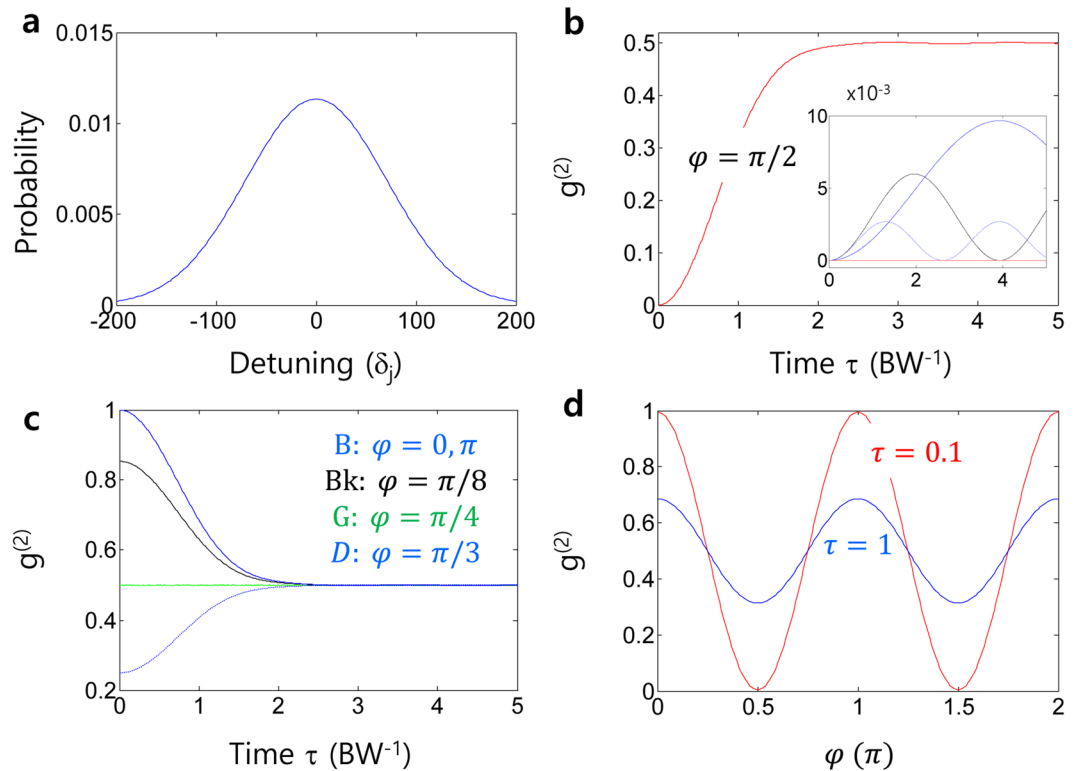 a
0.015
0.01
0.005
0
-200
-100
0
100
200
Probability
Detuning (δj)
b
0.5
0.4
0.3
0.2
0.1
0
0
1
2
3
4
5
g(2)
Time τ (BW-1)
φ = π/2
x10-3
10
5
0
0
2
4
c
1
0.8
0.6
0.4
0.2
0
1
2
3
4
5
g(2)
Time τ (BW-1)
B: φ = 0, π
Bk: φ = π/8
G: φ = π/4
D: φ = π/3
d
1
0.8
0.6
0.4
0.2
0
0
0.5
1
1.5
2
g(2)
φ (π)
τ = 0.1
τ = 1